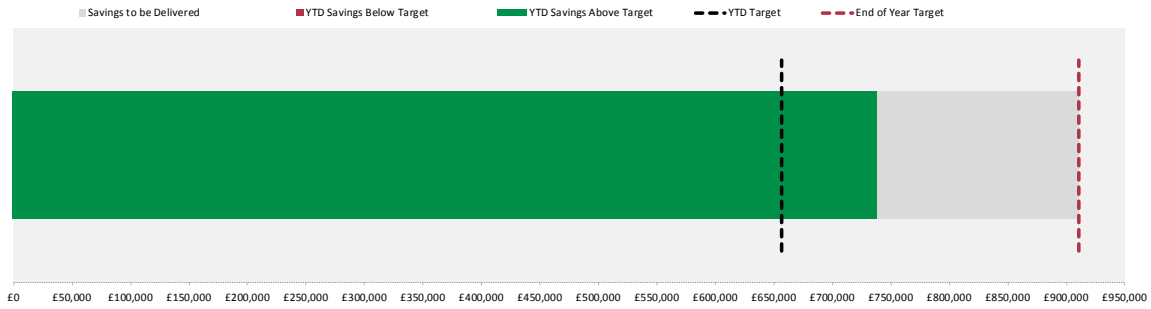 Savings to be Delivered YTD Savings Below Target YTD Savings Above Target YTD Target End of Year Target
£0 £50,000 £100,000 £150,000 £200,000 £250,000 £300,000 £350,000 £400,000 £450,000 £500,000 £550,000 £600,000 £650,000 £700,000 £750,000 £800,000 £850,000 £900,000 £950,000